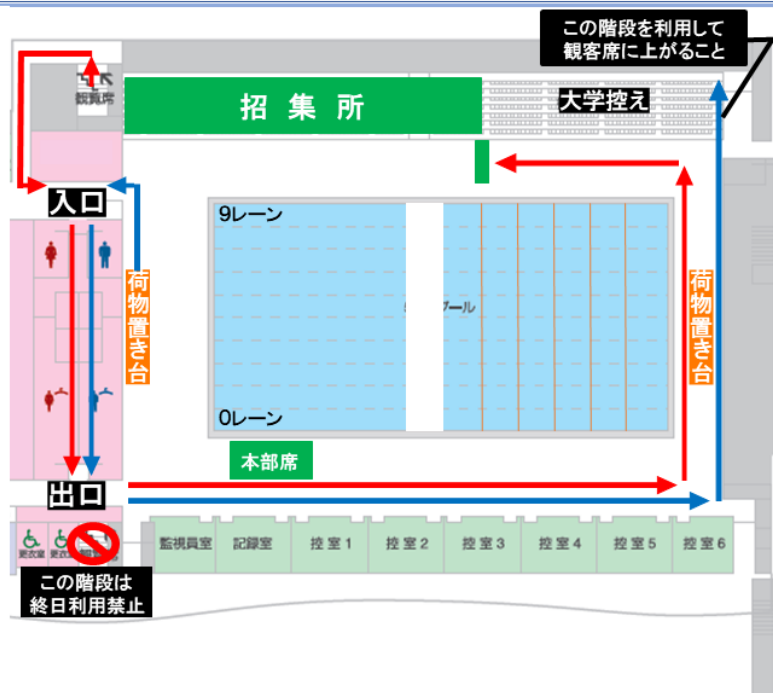 この階段を利用して
観客席に上がること
観覧席
招集所
大学控え
入口
9レーン
荷物置き台
プール
荷物置き台
0レーン
本部席
出口
監視員室
記録室
控室1
控室2
控室3
控室4
控室5
控室6
更衣室
更衣室
この階段は
終日利用禁止